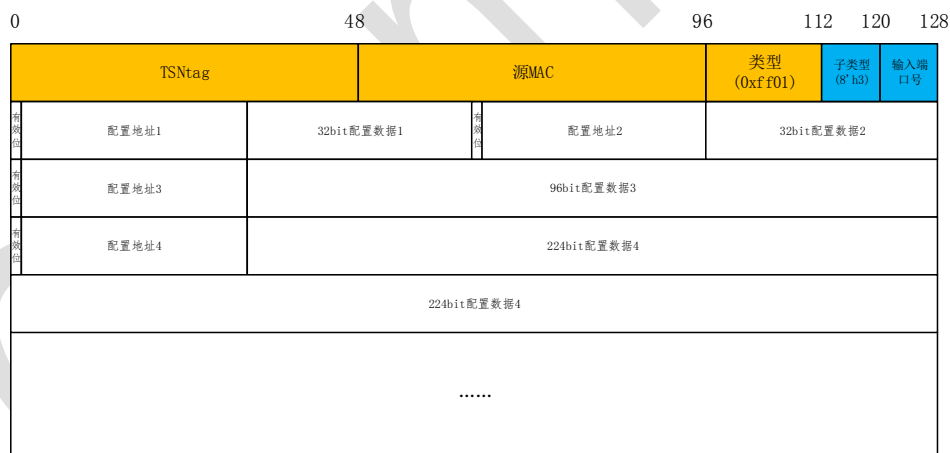 0 48 96 112 120 128
TSNtag 源MAC 类型 子类型 输入端
(0xff01) (8'h3) 口号
有效位 配置地址1 32bit配置数据1 有效位 配置地址2 32bit配置数据2
有效位 配置地址3 96bit配置数据3
有效位 配置地址4 224bit配置数据4
224bit配置数据4
......